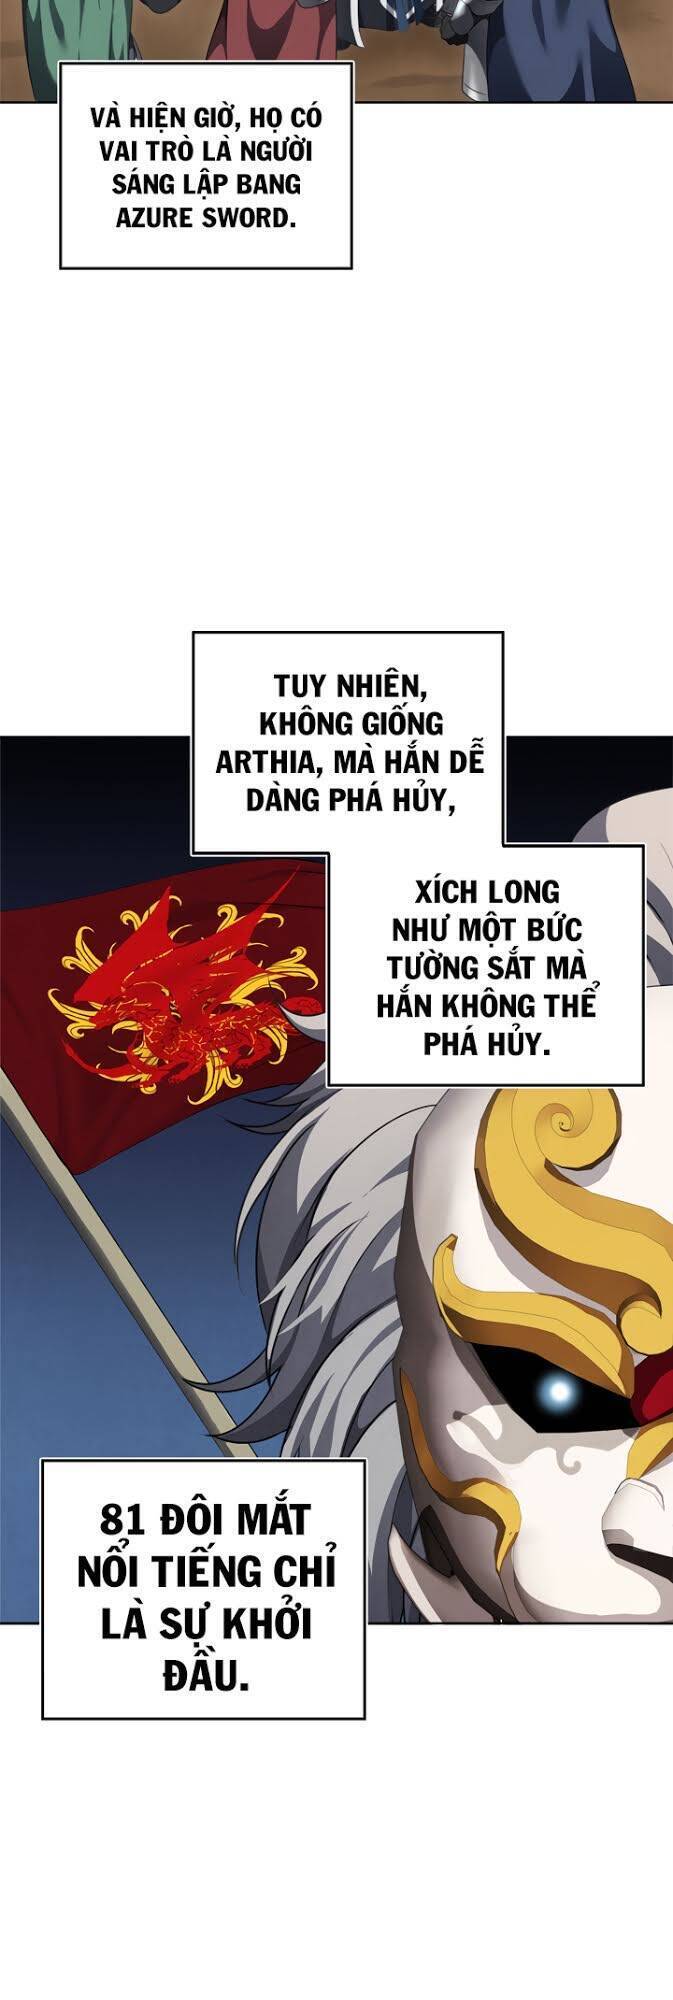 VÀ HIỆN GIỜ, HỌ CÓ
VAI TRÒ LÀ NGƯỜI
SÁNG LẬP BANG
AZURE SWORD.
TUY NHIÊN,
KHÔNG GIỐNG
ARTHIA, MÀ HẮN DỄ
DÀNG PHÁ HỦY,
XÍCH LONG
NHƯ MỘT BỨC
TƯỜNG SẮT MÀ
HẮN KHÔNG THỂ
PHÁ HỦY.
81 ĐÔI MẮT
NỔI TIẾNG CHỈ
LÀ SỰ KHỞI
ĐẦU.